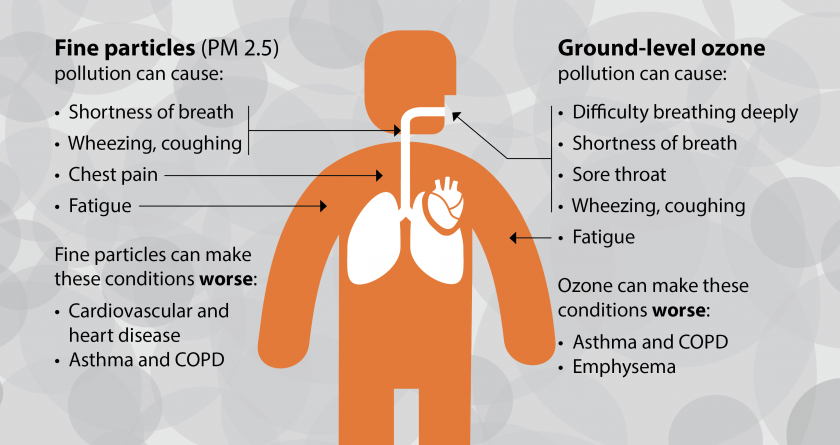 Fine particles (PM 2.5)
pollution can cause:
• Shortness of breath
• Wheezing, coughing
• Chest pain
• Fatigue
Fine particles can make
these conditions worse:
• Cardiovascular and
heart disease
• Asthma and COPD
Ground-level ozone
pollution can cause:
• Difficulty breathing deeply
• Shortness of breath
• Sore throat
• Wheezing, coughing
• Fatigue
Ozone can make these
conditions worse:
• Asthma and COPD
• Emphysema